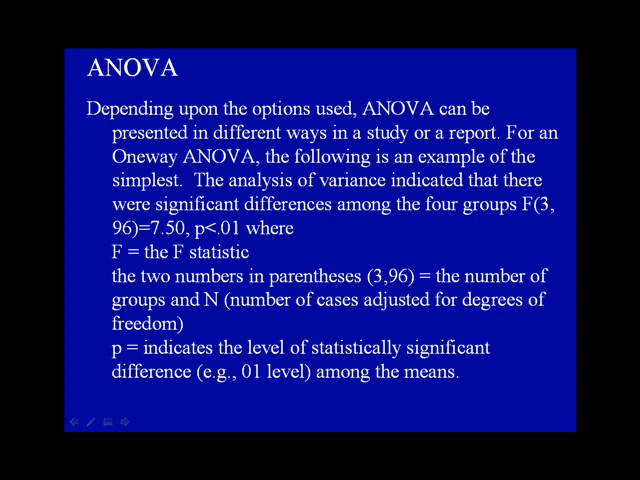 ANOVA
Depending upon the options used, ANOVA can be
presented in different ways in a study or a report. For an
Oneway ANOVA, the following is an example of the
simplest.  The analysis of variance indicated that there
were significant differences among the four groups F(3,
96)=7.50, p<.01 where
F = the F statistic
the two numbers in parentheses (3,96) = the number of
groups and N (number of cases adjusted for degrees of
freedom)
p = indicates the level of statistically significant
difference (e.g., 01 level) among the means.